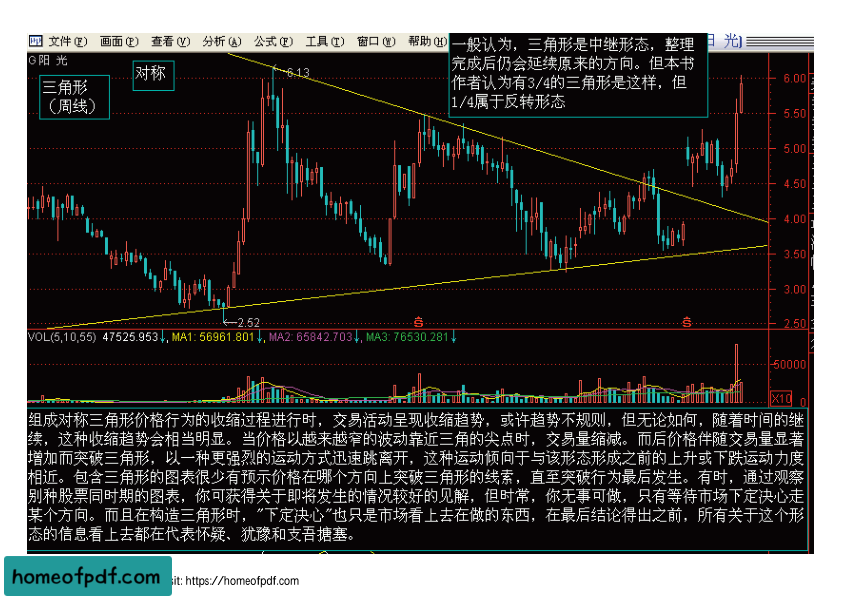 文件(F) 画面(P) 查看(V) 分析(A) 公式(E) 工具(T) 窗口(W) 帮助(H)
阳 光]
G阳 光
三角形
（周线）
对称
一般认为，三角形是中继形态，整理
完成后仍会延续原来的方向。但本书
作者认为有3/4的三角形是这样，但
1/4属于反转形态
6.13
6.00
5.50
5.00
4.50
4.00
3.50
3.00
2.50
2.52
VOL(5,10,55) 47525.953↓, MA1: 56961.801↓, MA2: 65842.703↓, MA3: 76530.281↓
50000
X10
0
组成对称三角形价格行为的收缩过程进行时，交易活动呈现收缩趋势，或许趋势不规则，但无论如何，随着时间的继
续，这种收缩趋势会相当明显。当价格以越来越窄的波动靠近三角的尖点时，交易量缩减。而后价格伴随交易量显著
增加而突破三角形，以一种更强烈的运动方式迅速跳离开，这种运动倾向于与该形态形成之前的上升或下跌运动力度
相近。包含三角形的图表很少有预示价格在哪个方向上突破三角形的线索，直至突破行为最后发生。有时，通过观察
别种股票同时期的图表，你可获得关于即将发生的情况较好的见解，但时常，你无事可做，只有等待市场下定决心走
某个方向。而且在构造三角形时，"下定决心"也只是市场看上去在做的东西，在最后结论得出之前，所有关于这个形
态的信息看上去都在代表怀疑、犹豫和支吾搪塞。
homeofpdf.com
sit: https://homeofpdf.com